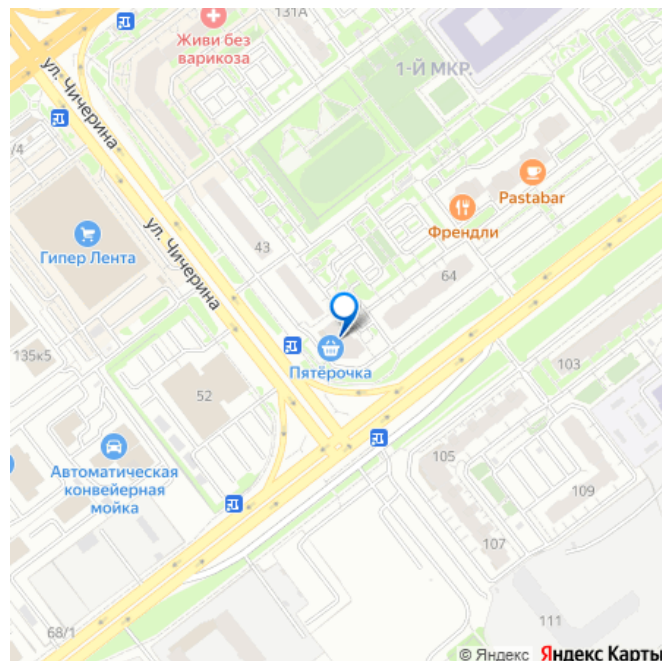 131А
Живи без
варикоза
1-Й МКР.
ул. Чичерина
/4
Pastabar
Френдли
ул. Чичерина
Гипер Лента
43
64
135к5
Пятёрочка
103
52
105
Автоматическая
конвейерная
мойка
109
107
111
68/1
© Яндекс Яндекс Карты